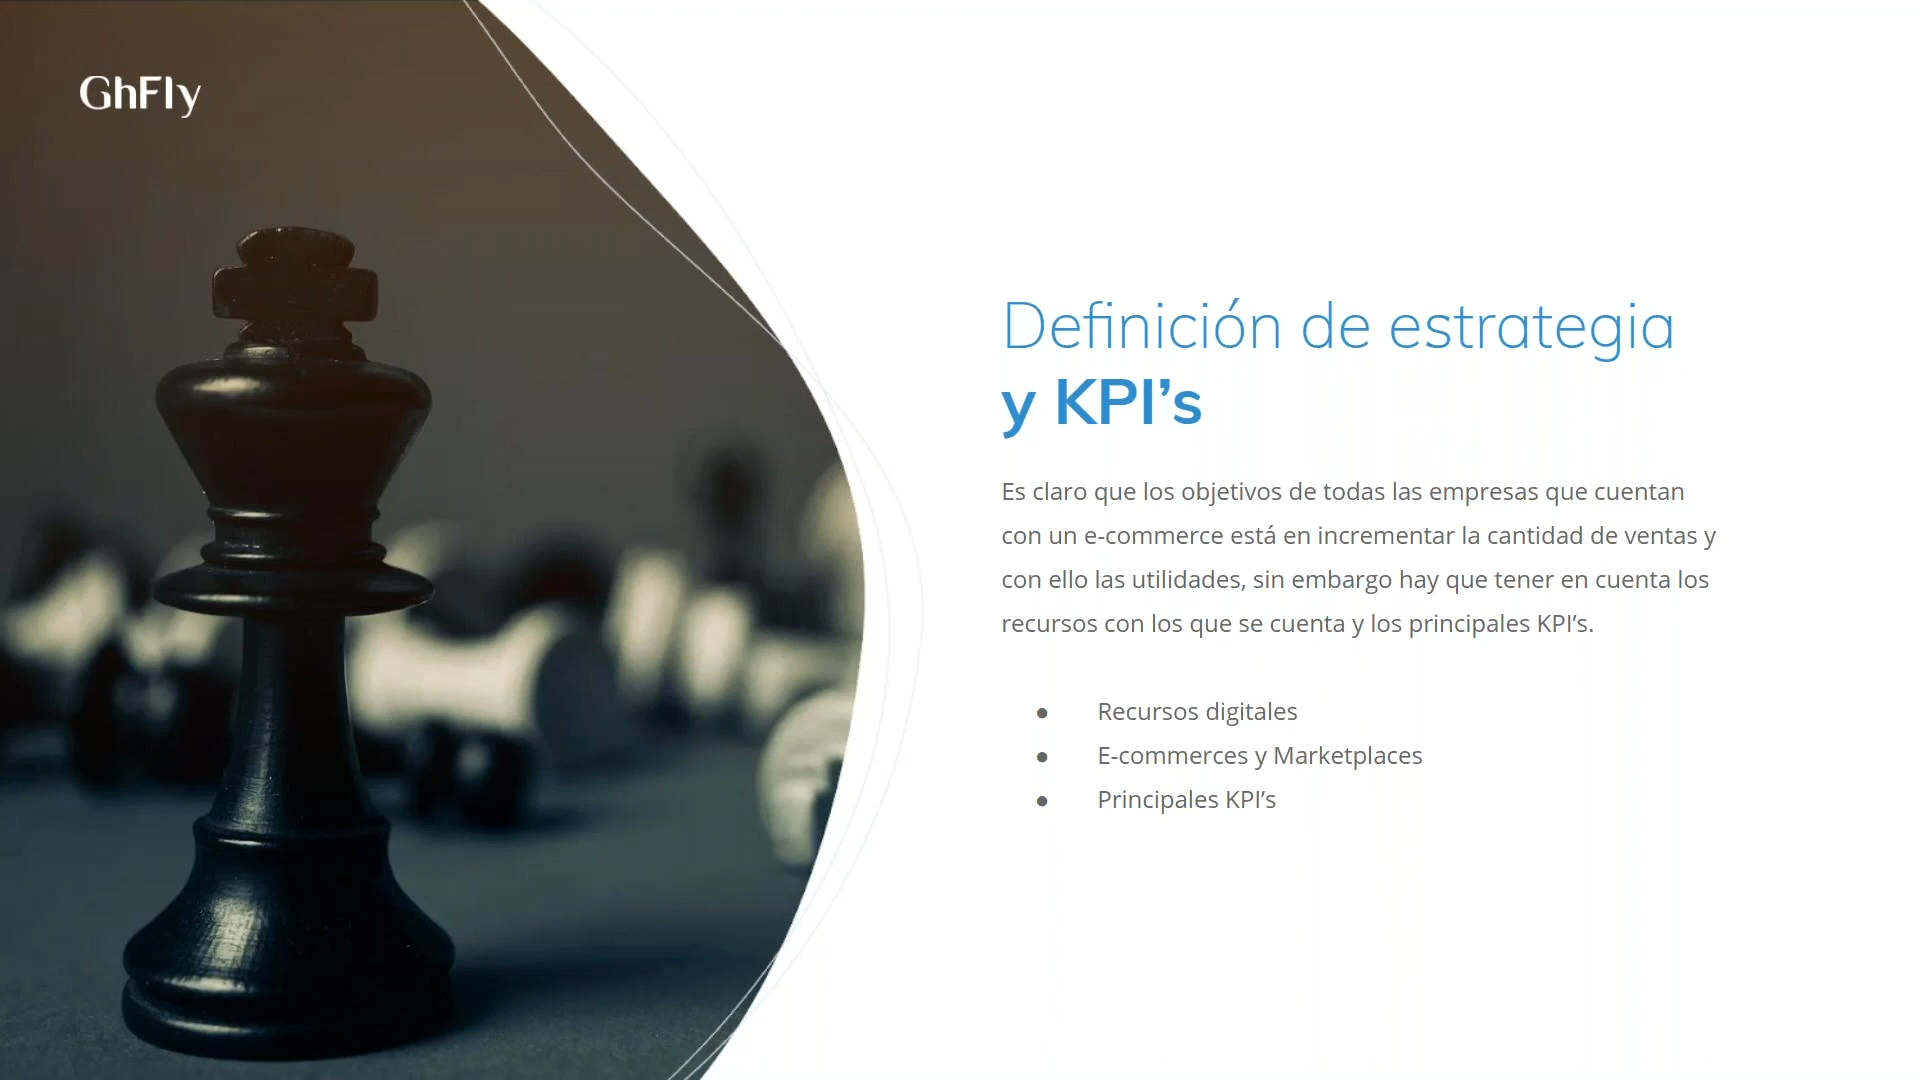 GhFly
Definición de estrategia
y KPI’s
Es claro que los objetivos de todas las empresas que cuentan
con un e-commerce está en incrementar la cantidad de ventas y
con ello las utilidades, sin embargo hay que tener en cuenta los
recursos con los que se cuenta y los principales KPI’s.
● Recursos digitales
● E-commerces y Marketplaces
● Principales KPI’s